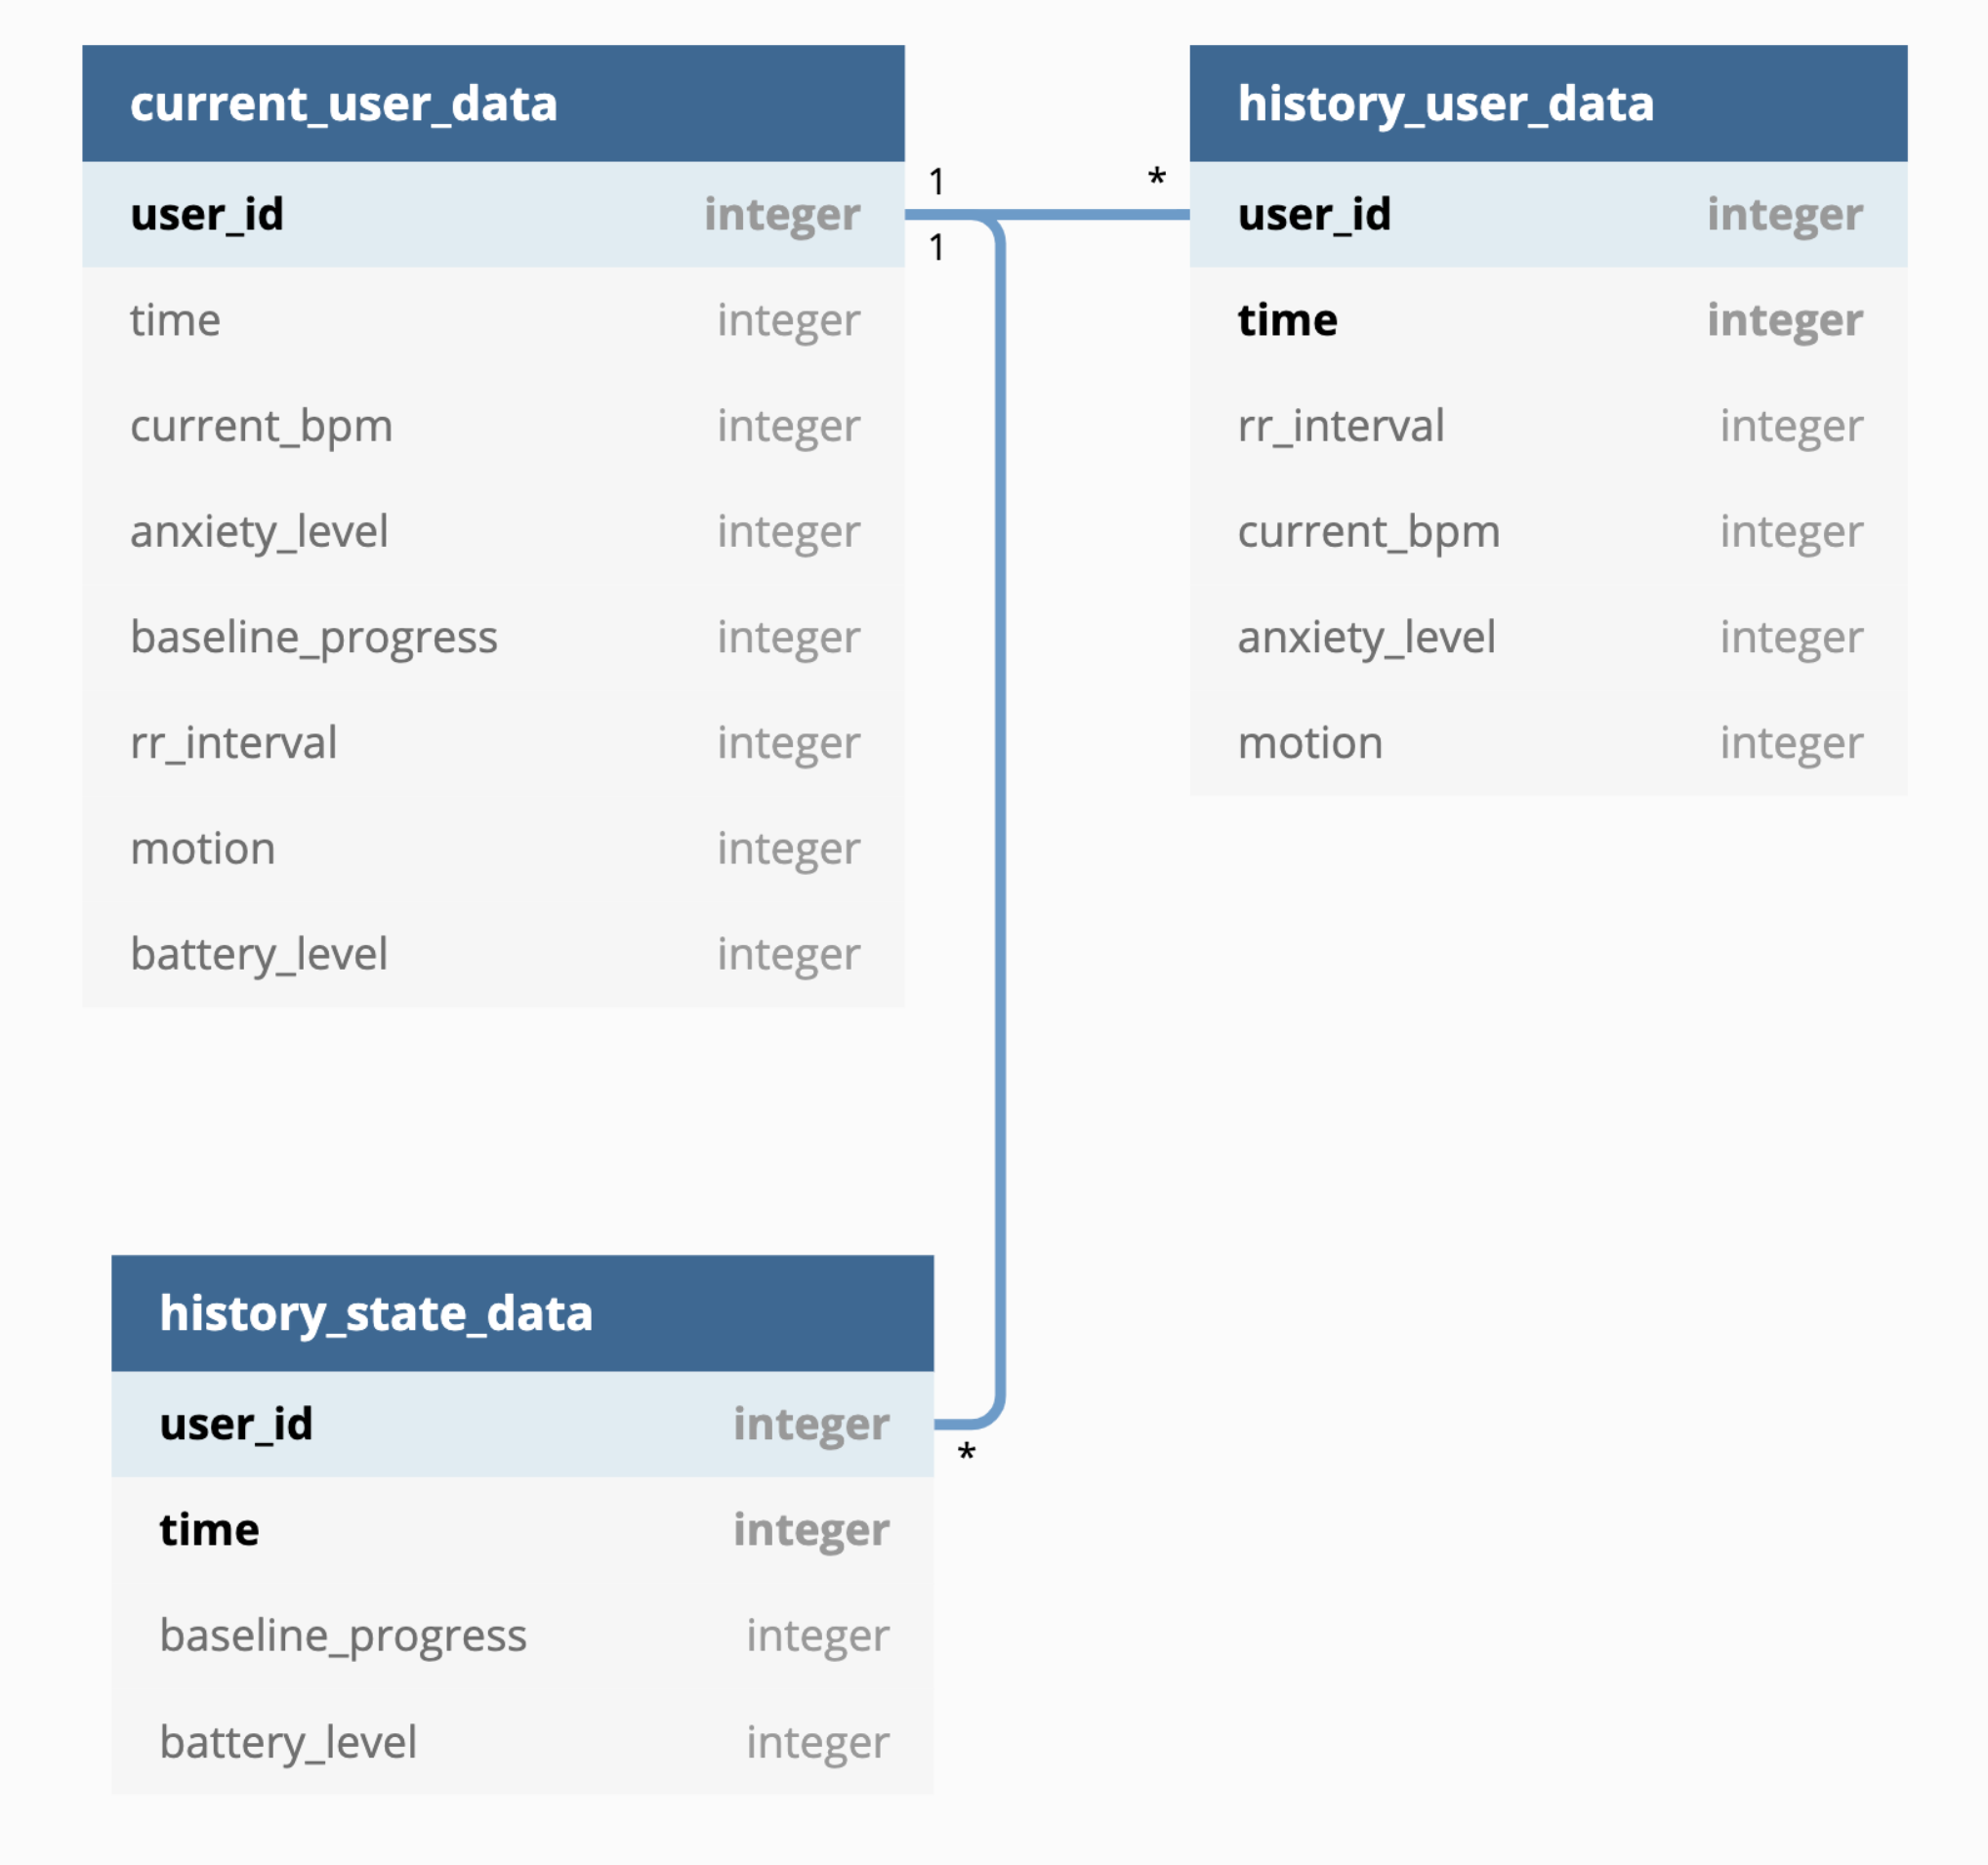 current_user_data
user_id integer
time integer
current_bpm integer
anxiety_level integer
baseline_progress integer
rr_interval integer
motion integer
battery_level integer
1 *
1
history_user_data
user_id integer
time integer
rr_interval integer
current_bpm integer
anxiety_level integer
motion integer
history_state_data
user_id integer
*
time integer
baseline_progress integer
battery_level integer